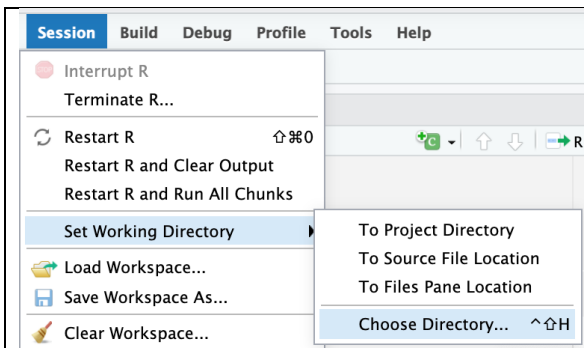 Session Build Debug Profile Tools Help
Interrupt R
Terminate R...
Restart R ⇧⌘0
Restart R and Clear Output
Restart R and Run All Chunks
Set Working Directory
Load Workspace...
Save Workspace As...
Clear Workspace...
C
R
To Project Directory
To Source File Location
To Files Pane Location
Choose Directory... ^⇧H